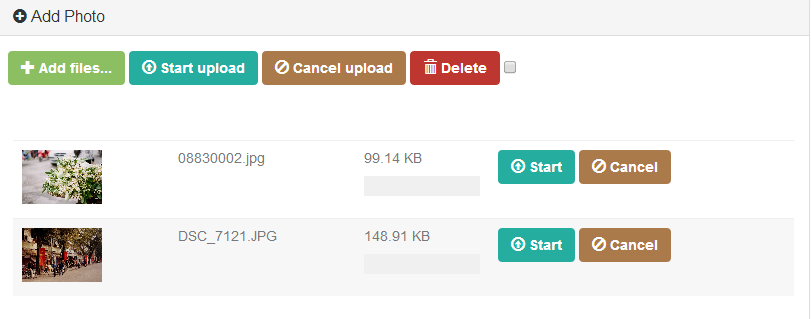 Add Photo
Add files... Start upload Cancel upload Delete
08830002.jpg 99.14 KB Start Cancel
DSC_7121.JPG 148.91 KB Start Cancel